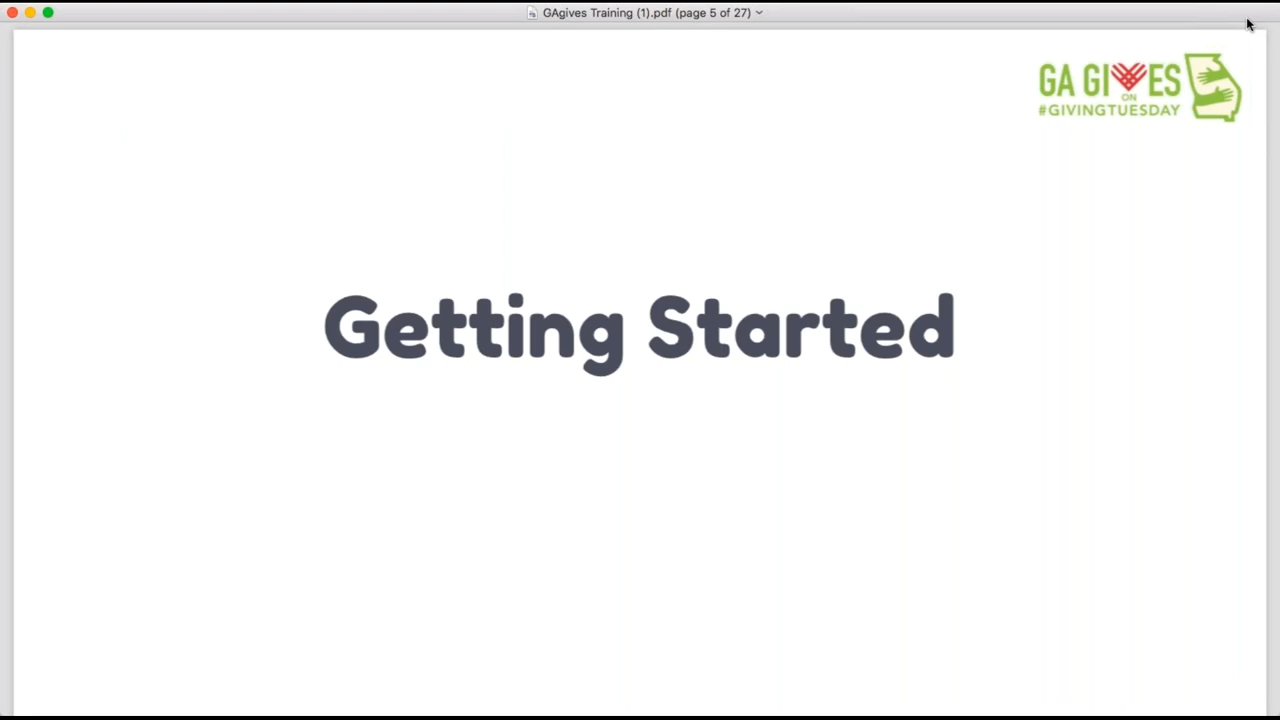 GAgives Training (1).pdf (page 5 of 27)
GA GIVES
ON
#GIVINGTUESDAY
Getting Started